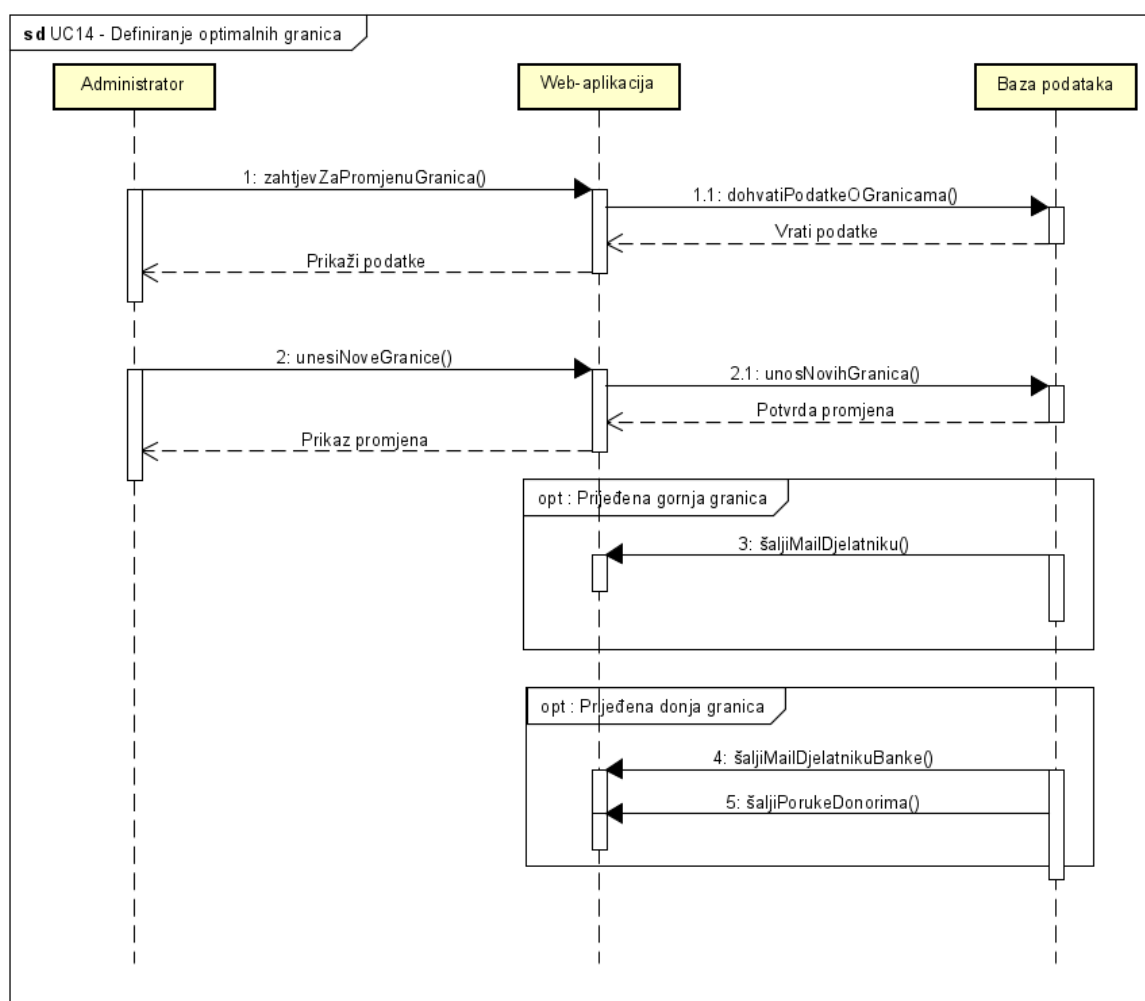 sd UC14 - Definiranje optimalnih granica
Administrator
Web-aplikacija
Baza podataka
1: zahtjevZaPromjenuGranica()
1.1: dohvatiPodatkeOGranicama()
Vrati podatke
Prikaži podatke
2: unesiNoveGranice()
2.1: unosNovihGranica()
Potvrda promjena
Prikaz promjena
opt : Prijeđena gornja granica
3: šaljiMailDjelatniku()
opt : Prijeđena donja granica
4: šaljiMailDjelatnikuBanke()
5: šaljiPorukeDonorima()